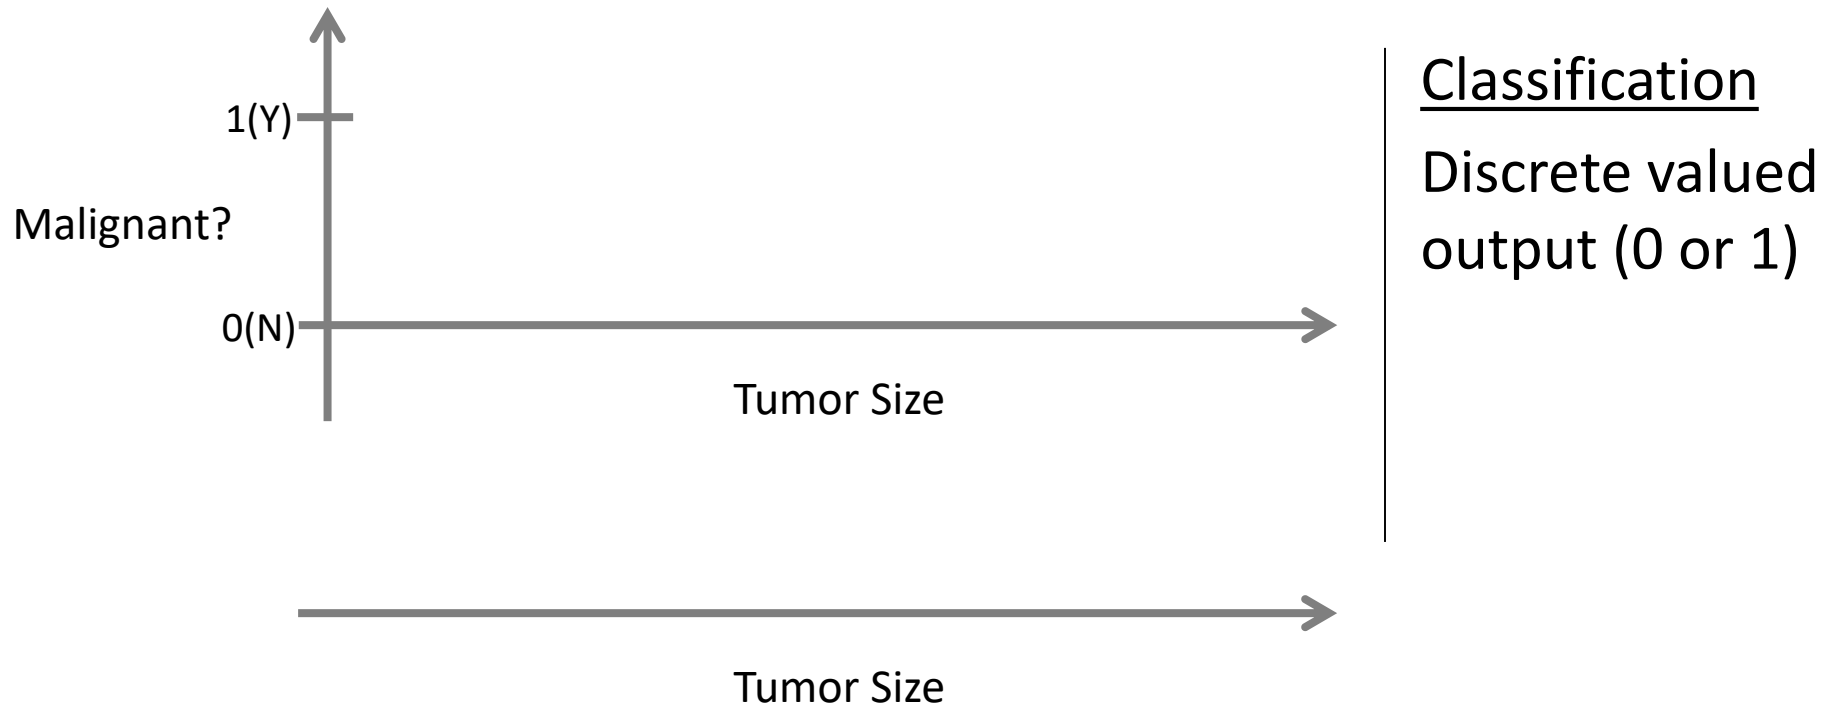 1(Y)
Malignant?
0(N)
Tumor Size
Tumor Size
Classification
Discrete valued
output (0 or 1)